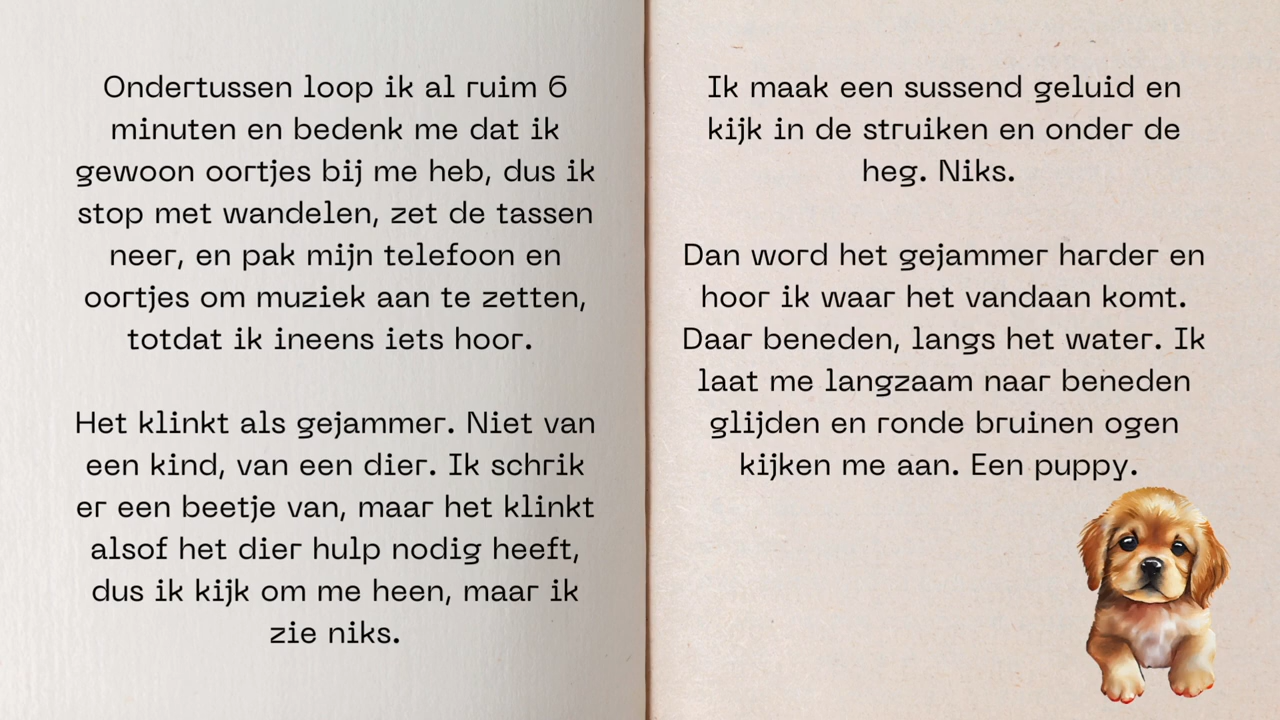 Ondertussen loop ik al ruim 6
minuten en bedenk me dat ik
gewoon oortjes bij me heb, dus ik
stop met wandelen, zet de tassen
neer, en pak mijn telefoon en
oortjes om muziek aan te zetten,
totdat ik ineens iets hoor.
Het klinkt als gejammer. Niet van
een kind, van een dier. Ik schrik
er een beetje van, maar het klinkt
alsof het dier hulp nodig heeft,
dus ik kijk om me heen, maar ik
zie niks.
Ik maak een sussend geluid en
kijk in de struiken en onder de
heg. Niks.
Dan word het gejammer harder en
hoor ik waar het vandaan komt.
Daar beneden, langs het water. Ik
laat me langzaam naar beneden
glijden en ronde bruinen ogen
kijken me aan. Een puppy.